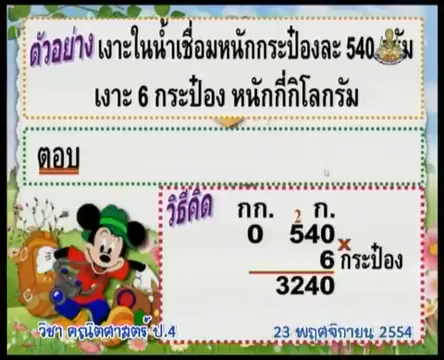 ตัวอย่าง เงาะในน้ำเชื่อมหนักกระป๋องละ 540
เงาะ 6 กระป๋อง หนักกี่กิโลกรัม
ตอบ
วิธีคิด
กก. ก.
2
0 540
x
6 กระป๋อง
3240
วิชา คณิตศาสตร์ ป.4
23 พฤศจิกายน 2554